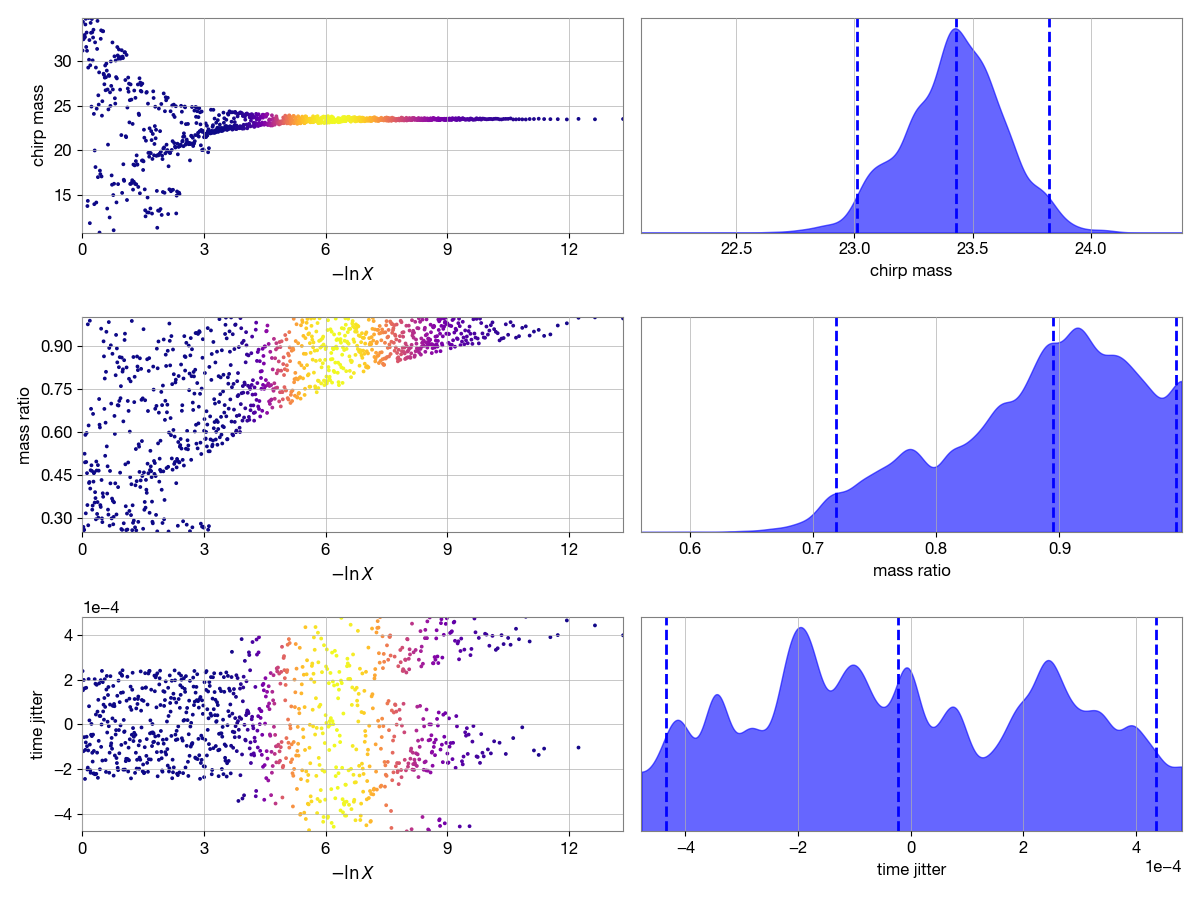 chirp mass
30
25
20
15
0 3 6 9 12
−ln X
22.5 23.0 23.5 24.0
chirp mass
mass ratio
0.90
0.75
0.60
0.45
0.30
0 3 6 9 12
−ln X
0.6 0.7 0.8 0.9
mass ratio
1e−4
time jitter
4
2
0
−2
−4
0 3 6 9 12
−ln X
−4 −2 0 2 4
time jitter
1e−4